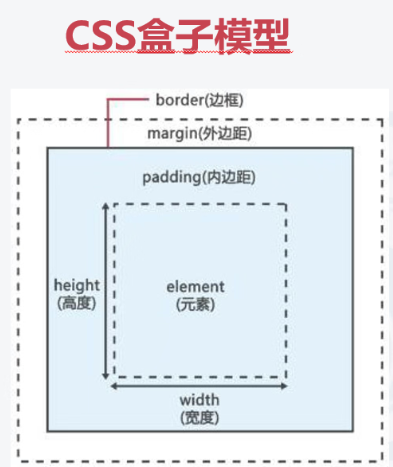 CSS盒子模型
border(边框)
margin(外边距)
padding(内边距)
height
(高度)
element
(元素)
width
(宽度)